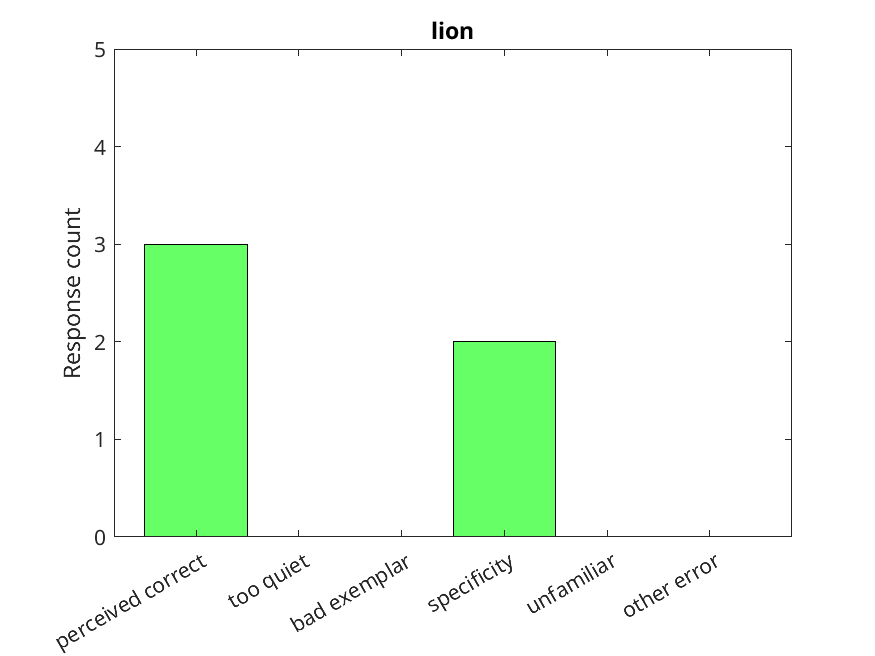 lion
5
4
3
2
1
0
Response count
perceived correct
too quiet
bad exemplar
specificity
unfamiliar
other error